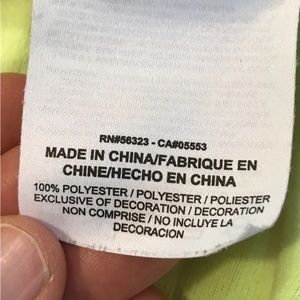 RN#56323 - CA#05553
MADE IN CHINA/FABRIQUE EN
CHINE/HECHO EN CHINA
100% POLYESTER / POLYESTER / POLIESTER
EXCLUSIVE OF DECORATION / DECORATION
NON COMPRISE / NO INCLUYE LA
DECORACION